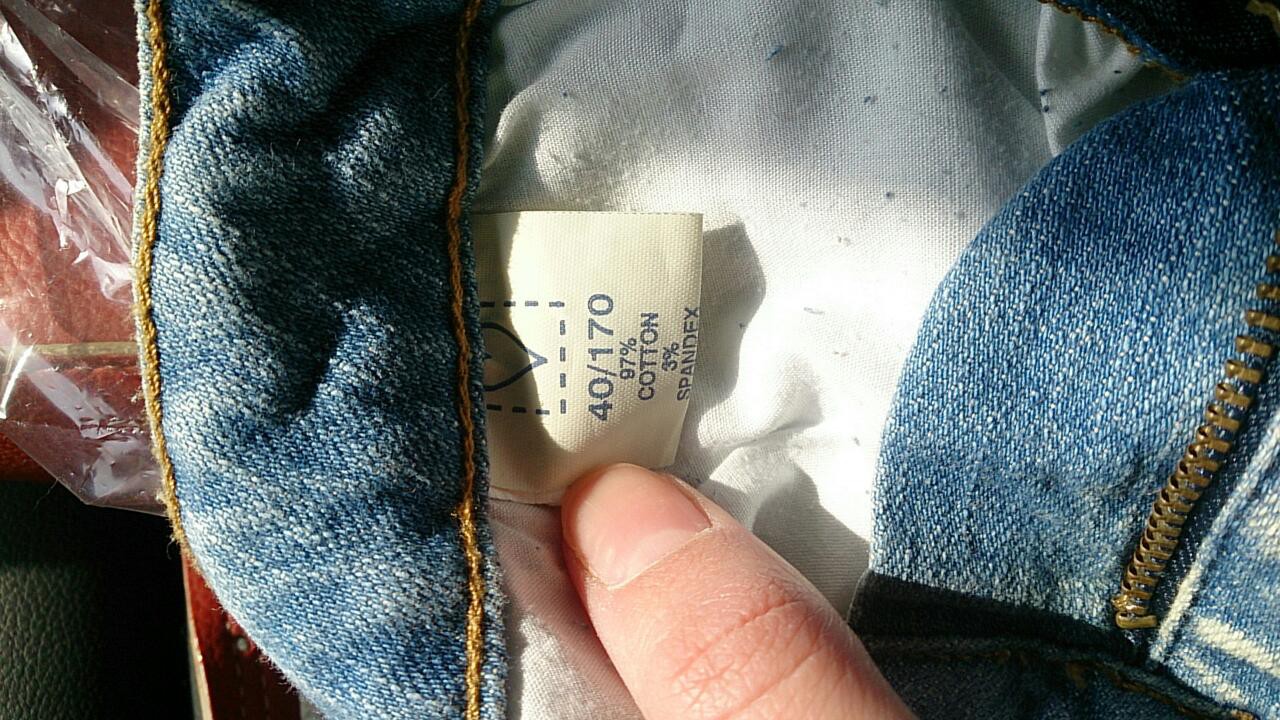 40/170
97%
COTTON
3%
SPANDEX